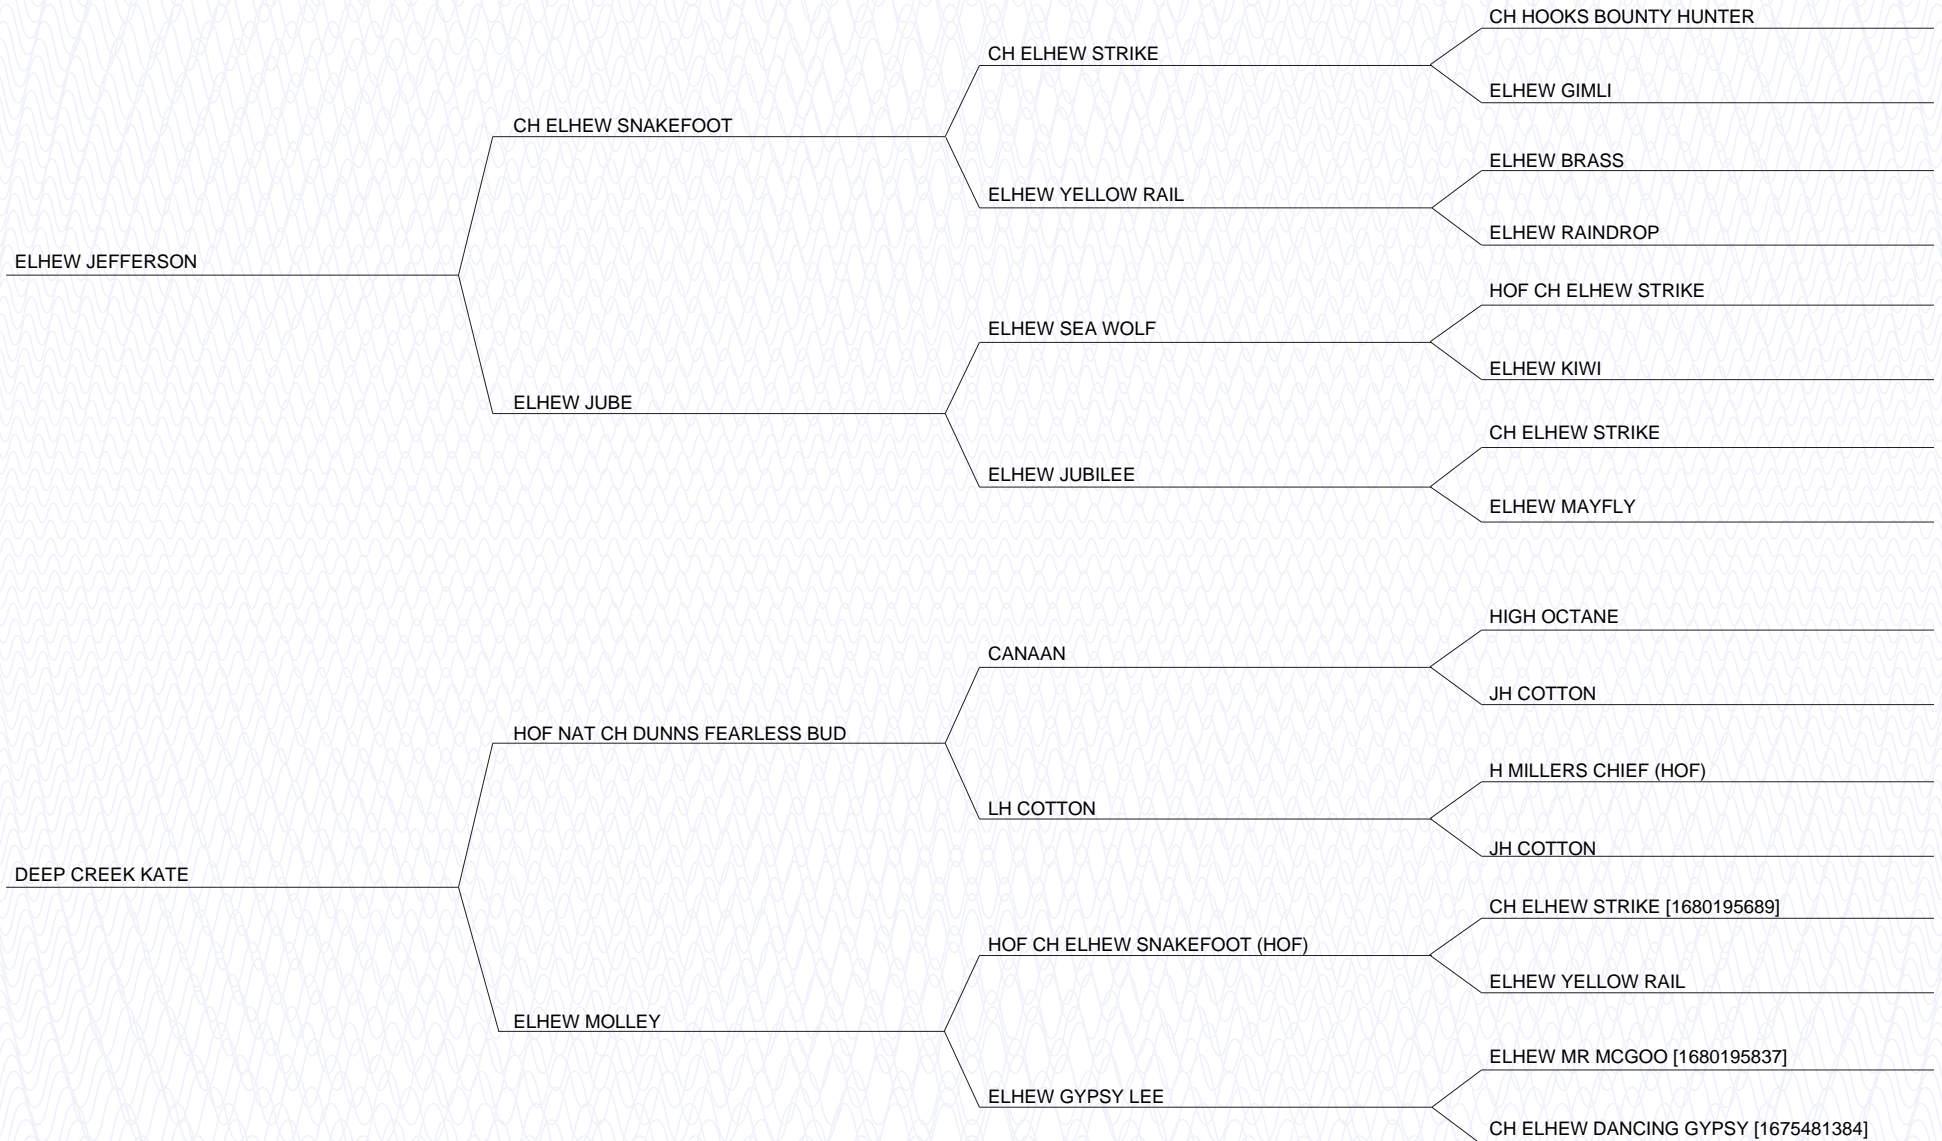 CH HOOKS BOUNTY HUNTER
CH ELHEW STRIKE
ELHEW GIMLI
CH ELHEW SNAKEFOOT
ELHEW BRASS
ELHEW YELLOW RAIL
ELHEW RAINDROP
ELHEW JEFFERSON
HOF CH ELHEW STRIKE
ELHEW SEA WOLF
ELHEW KIWI
ELHEW JUBE
CH ELHEW STRIKE
ELHEW JUBILEE
ELHEW MAYFLY
HIGH OCTANE
CANAAN
JH COTTON
HOF NAT CH DUNNS FEARLESS BUD
H MILLERS CHIEF (HOF)
LH COTTON
JH COTTON
DEEP CREEK KATE
CH ELHEW STRIKE [1680195689]
HOF CH ELHEW SNAKEFOOT (HOF)
ELHEW YELLOW RAIL
ELHEW MOLLEY
ELHEW MR MCGOO [1680195837]
ELHEW GYPSY LEE
CH ELHEW DANCING GYPSY [1675481384]